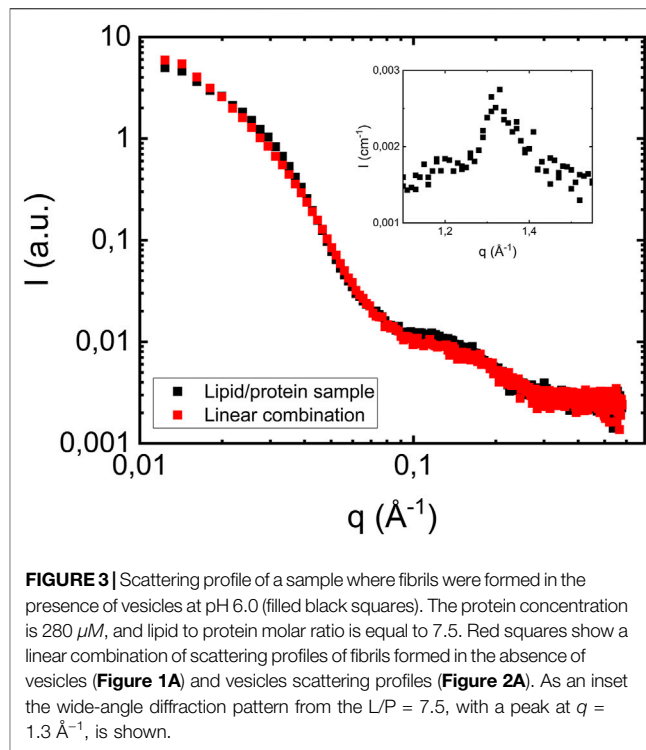 10
1
0,1
0,01
0,001
I (a.u.)
0,003
0,002
0,001
I (cm-1)
1,2
1,4
q (Å-1)
Lipid/protein sample
Linear combination
0,01
0,1
q (Å-1)
FIGURE 3 | Scattering profile of a sample where fibrils were formed in the
presence of vesicles at pH 6.0 (filled black squares). The protein concentration
is 280 µM, and lipid to protein molar ratio is equal to 7.5. Red squares show a
linear combination of scattering profiles of fibrils formed in the absence of
vesicles (Figure 1A) and vesicles scattering profiles (Figure 2A). As an inset
the wide-angle diffraction pattern from the L/P = 7.5, with a peak at q =
1.3 Å−1, is shown.